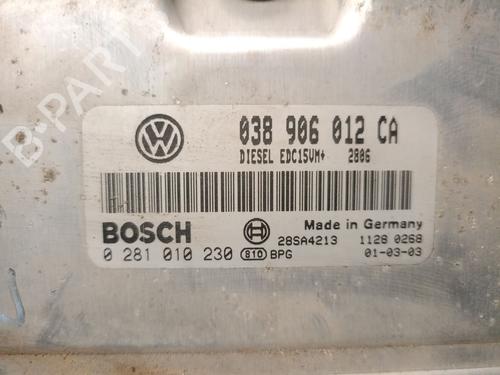 038 906 012 CA
DIESEL EDC15VM+ 2806
BOSCH
0 281 010 230 810 BPG
28SA4213
Made in Germany
1128 0268
01-03-03